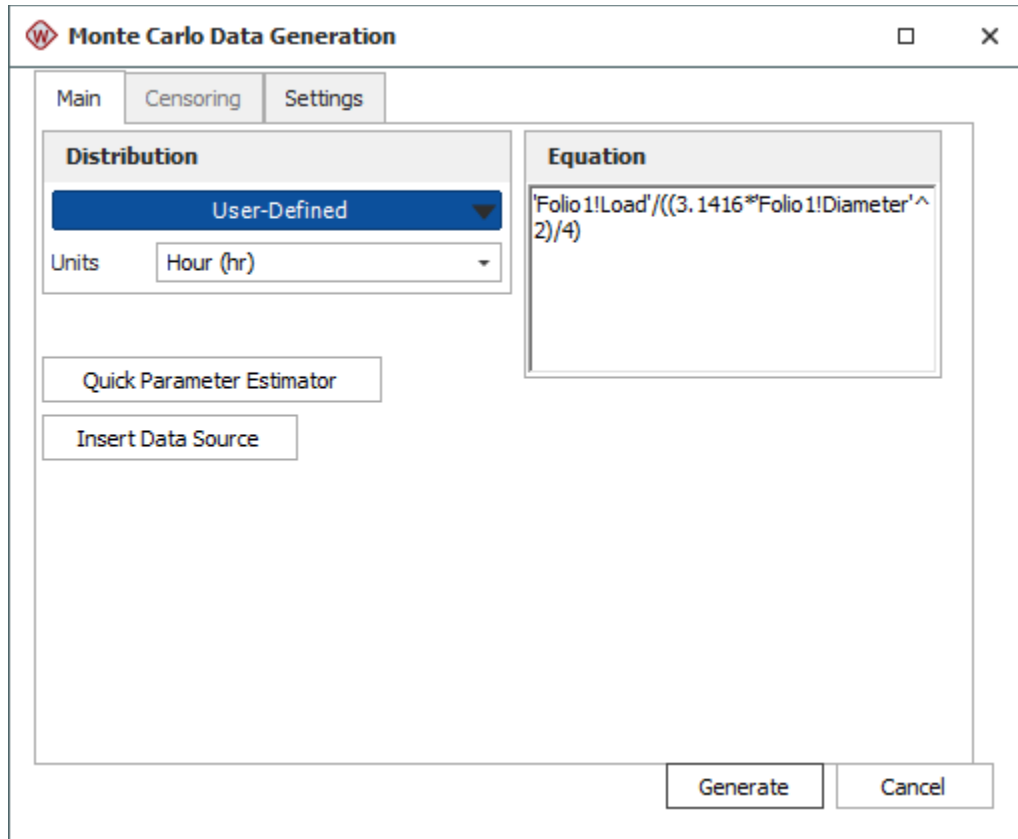 Monte Carlo Data Generation
Main
Censoring
Settings
Distribution
User-Defined
Units
Hour (hr)
Equation
'Folio1!Load'/((3.1416*'Folio1!Diameter'^
2)/4)
Quick Parameter Estimator
Insert Data Source
Generate
Cancel